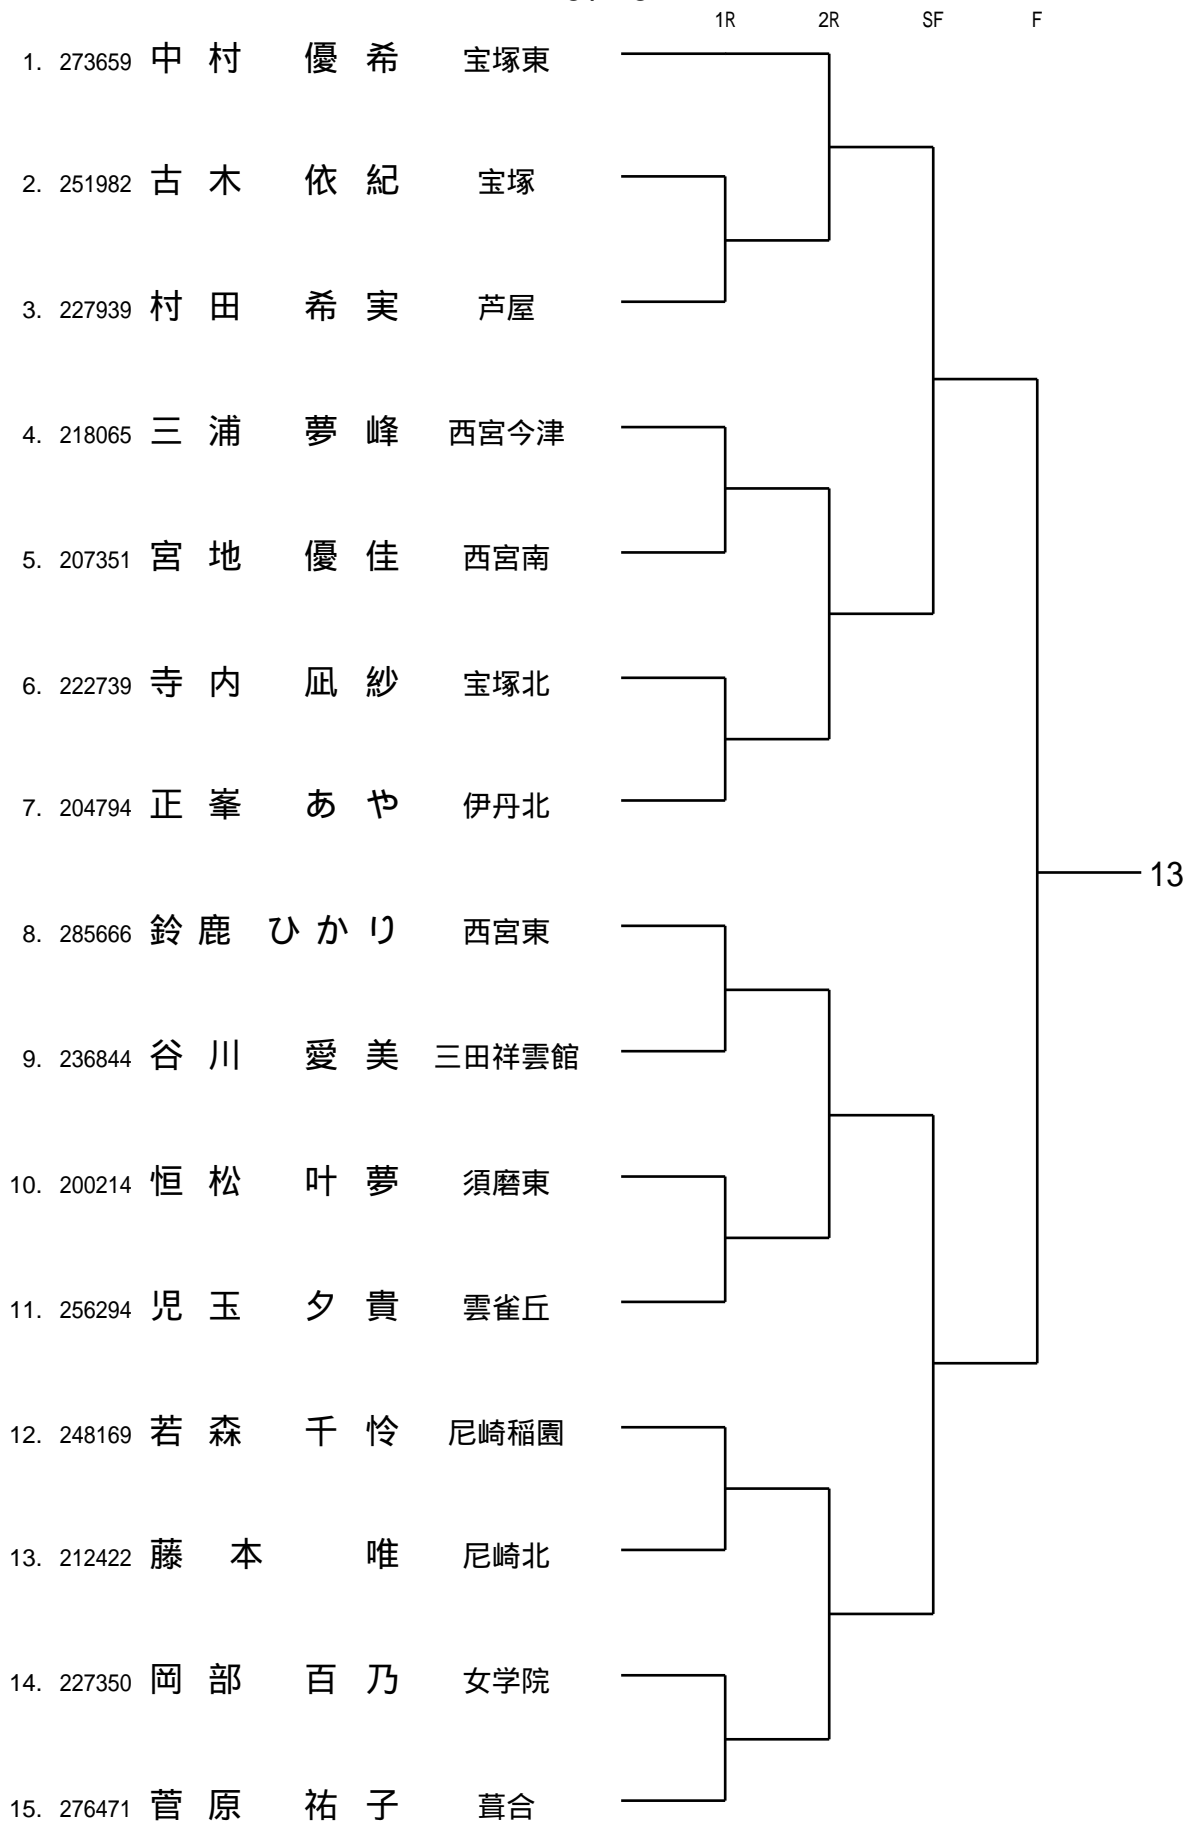 1R 2R SF F
1. 273659 中村 優希 宝塚東
2. 251982 古木 依紀 宝塚
3. 227939 村田 希実 芦屋
4. 218065 三浦 夢峰 西宮今津
5. 207351 宮地 優佳 西宮南
6. 222739 寺内 凪紗 宝塚北
7. 204794 正峯 あや 伊丹北
13
8. 285666 鈴鹿 ひかり 西宮東
9. 236844 谷川 愛美 三田祥雲館
10. 200214 恒松 叶夢 須磨東
11. 256294 児玉 夕貴 雲雀丘
12. 248169 若森 千怜 尼崎稲園
13. 212422 藤本 唯 尼崎北
14. 227350 岡部 百乃 女学院
15. 276471 菅原 祐子 葺合